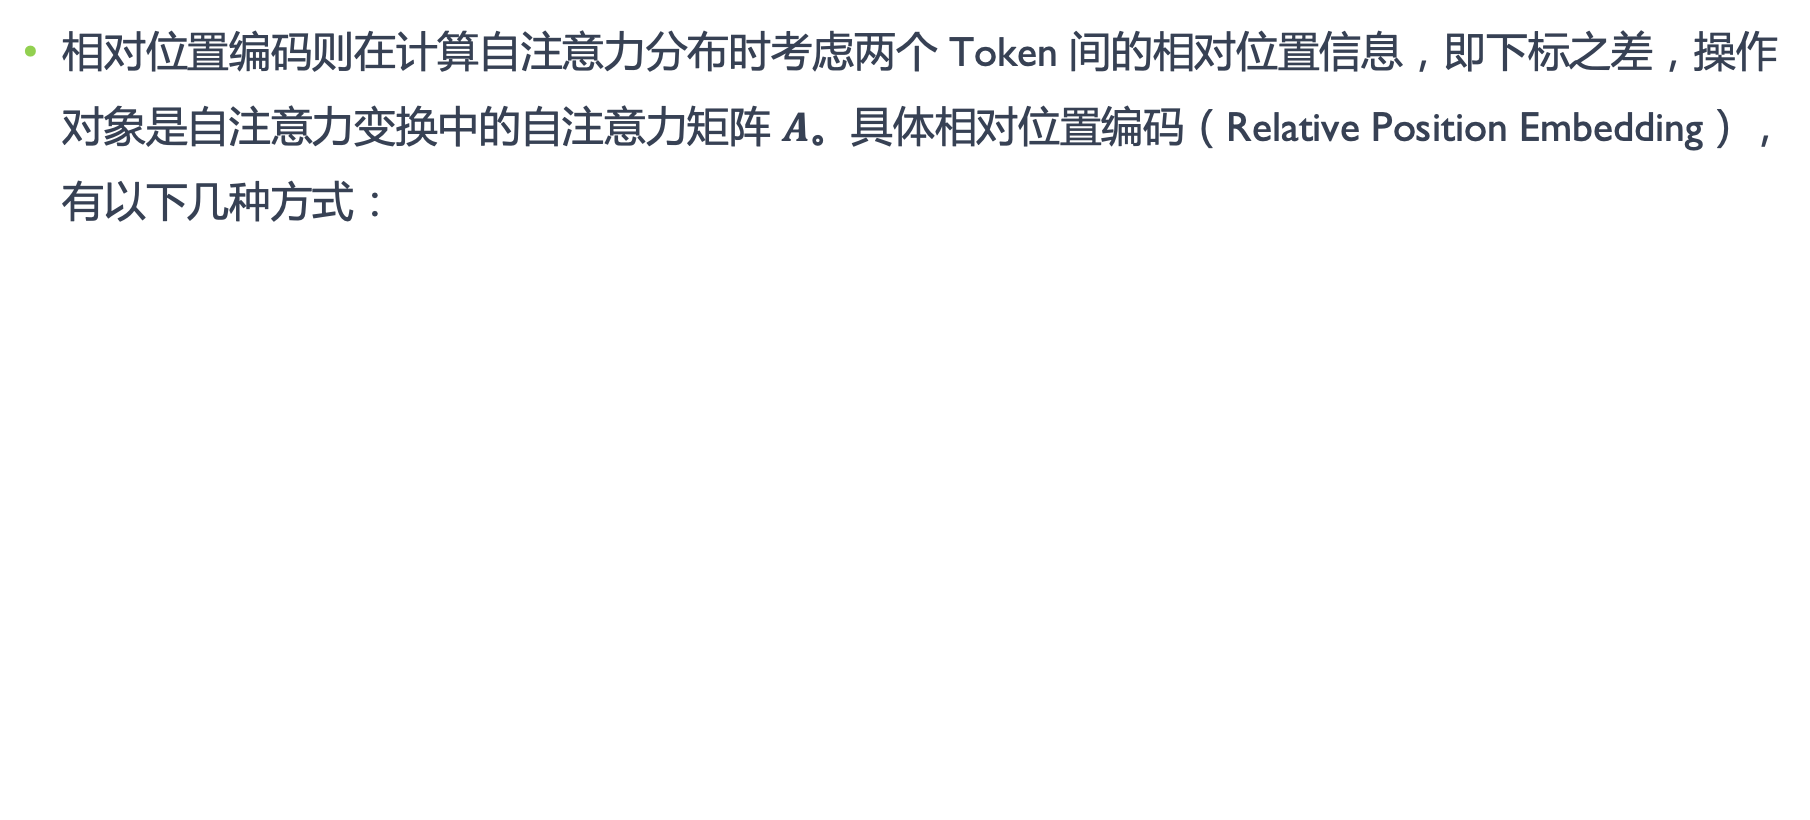 • 相对位置编码则在计算自注意力分布时考虑两个 Token 间的相对位置信息，即下标之差，操作
对象是自注意力变换中的自注意力矩阵 A。具体相对位置编码（Relative Position Embedding），
有以下几种方式：